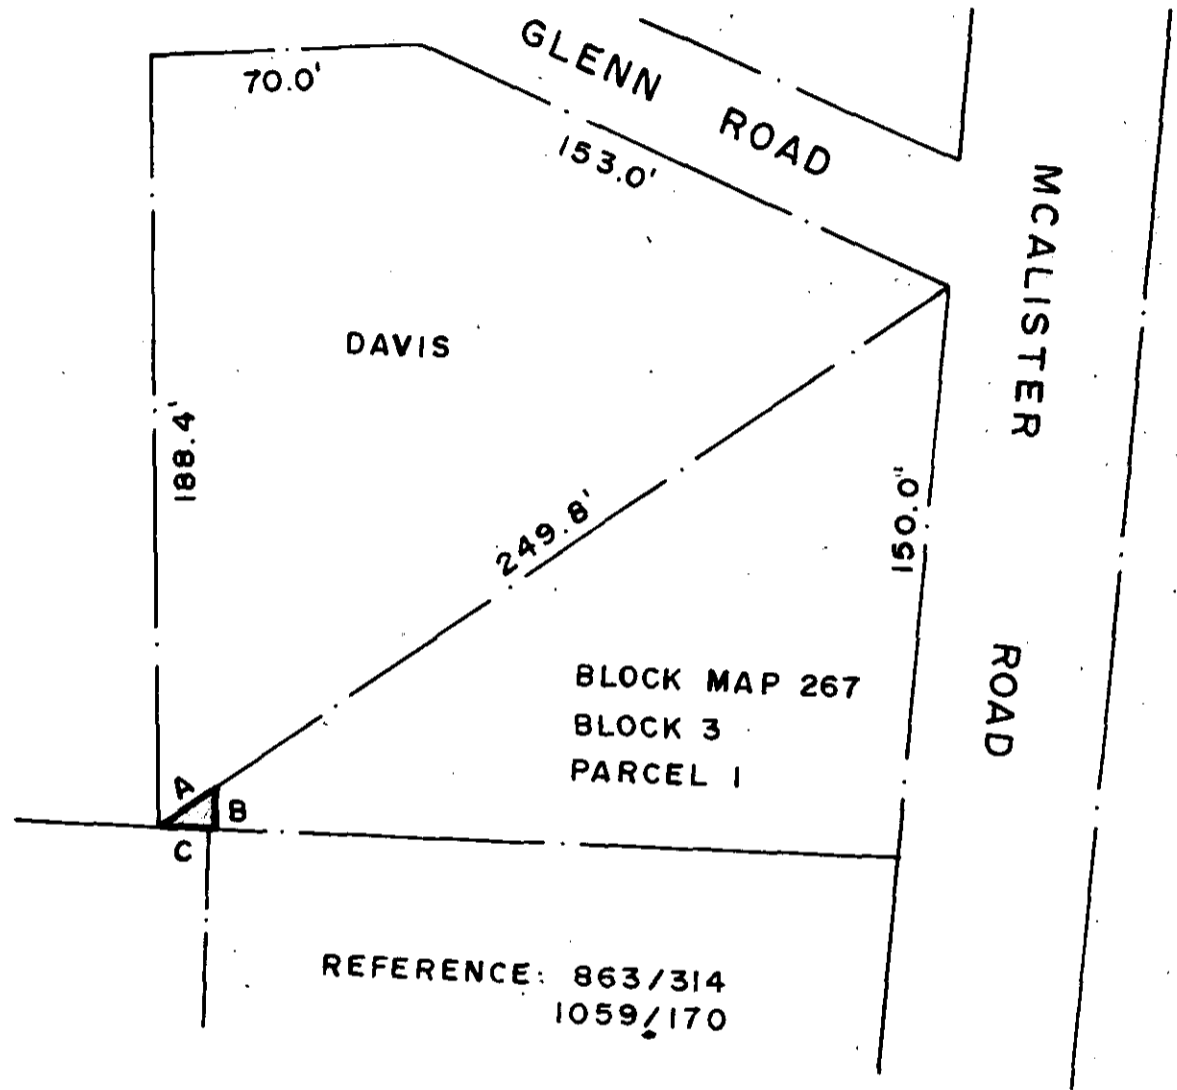 GLENN ROAD
70.0'
153.0'
MCALISTER ROAD
DAVIS
188.4'
249.8'
150.0"
BLOCK MAP 267
BLOCK 3
PARCEL 1
A
B
C
REFERENCE: 863/314
1059/170